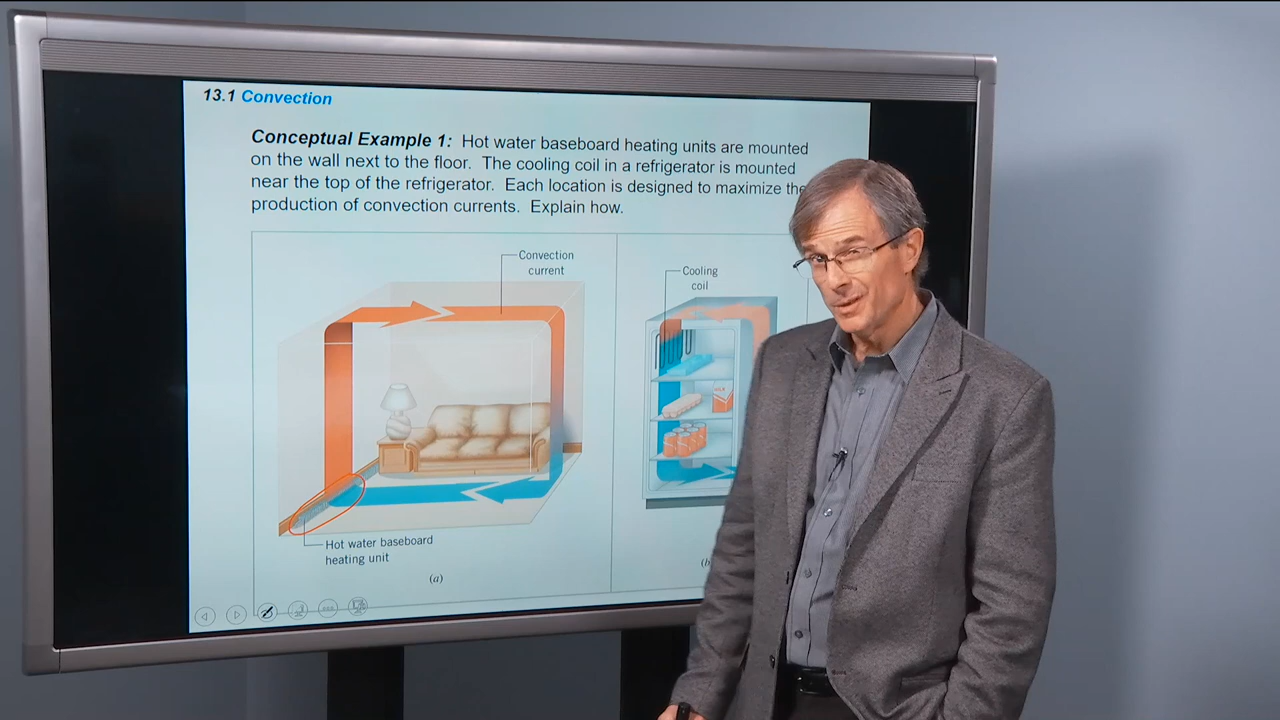 13.1 Convection
Conceptual Example 1: Hot water baseboard heating units are mounted
on the wall next to the floor. The cooling coil in a refrigerator is mounted
near the top of the refrigerator. Each location is designed to maximize the
production of convection currents. Explain how.
Convection
current
Cooling
coil
Hot water baseboard
heating unit
(a)